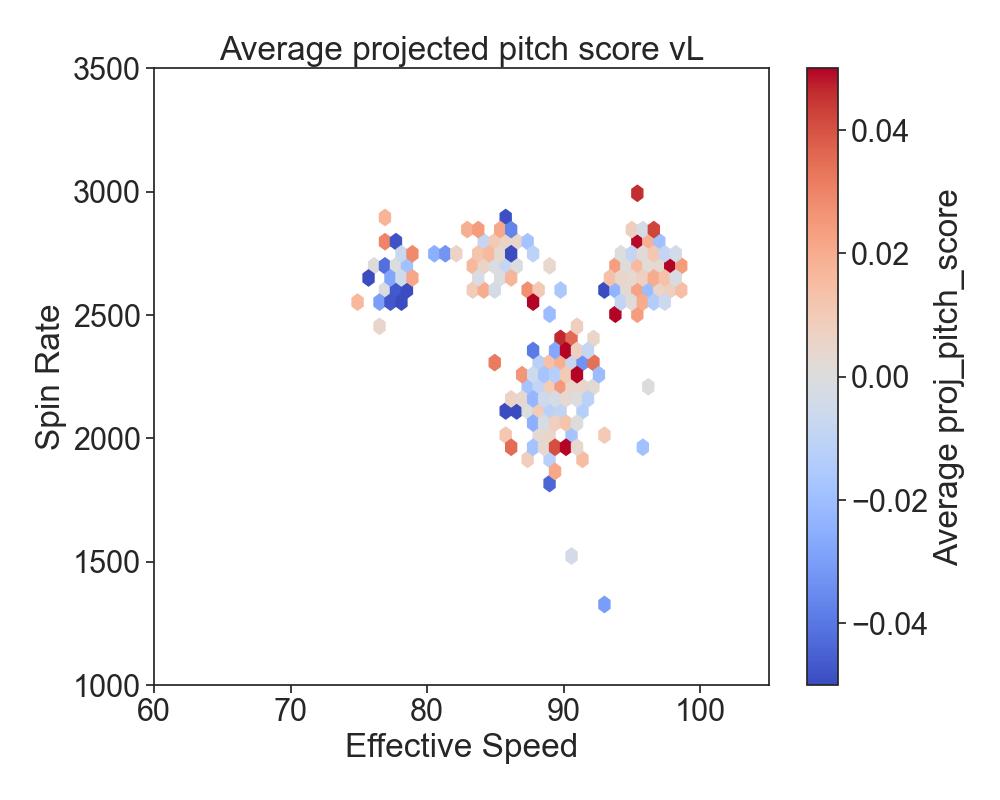 Average projected pitch score vL
3500
3000
2500
2000
1500
1000
Spin Rate
60 70 80 90 100
Effective Speed
0.04
0.02
0.00
−0.02
−0.04
Average proj_pitch_score